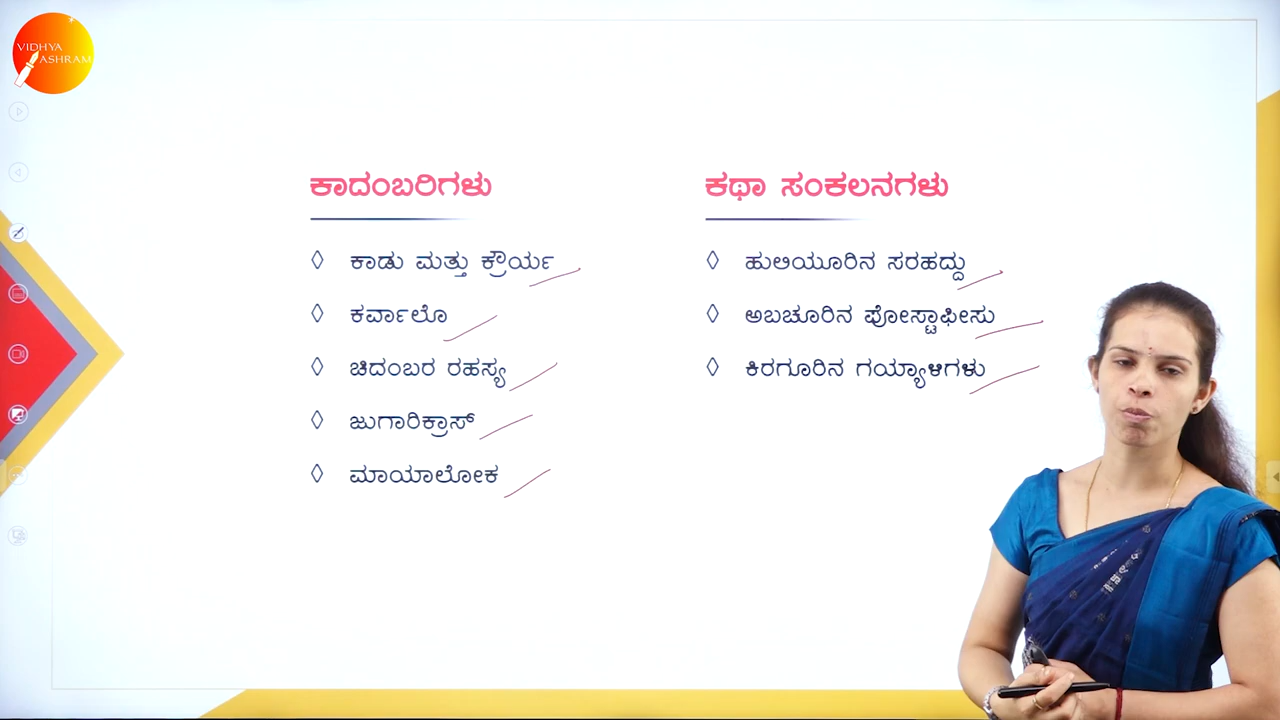 VIDHYA
ASHRAM
ಕಾದಂಬರಿಗಳು
ಕಾಡು ಮತ್ತು ಕ್ರೌರ್ಯ
ಕರ್ವಾಲೊ
ಚಿದಂಬರ ರಹಸ್ಯ
ಜುಗಾರಿಕ್ರಾಸ್
ಮಾಯಾಲೋಕ
ಕಥಾ ಸಂಕಲನಗಳು
ಹುಲಿಯೂರಿನ ಸರಹದ್ದು
ಅಬಚೂರಿನ ಪೋಸ್ಟಾಫೀಸು
ಕಿರಗೂರಿನ ಗಯ್ಯಾಳಿಗಳು